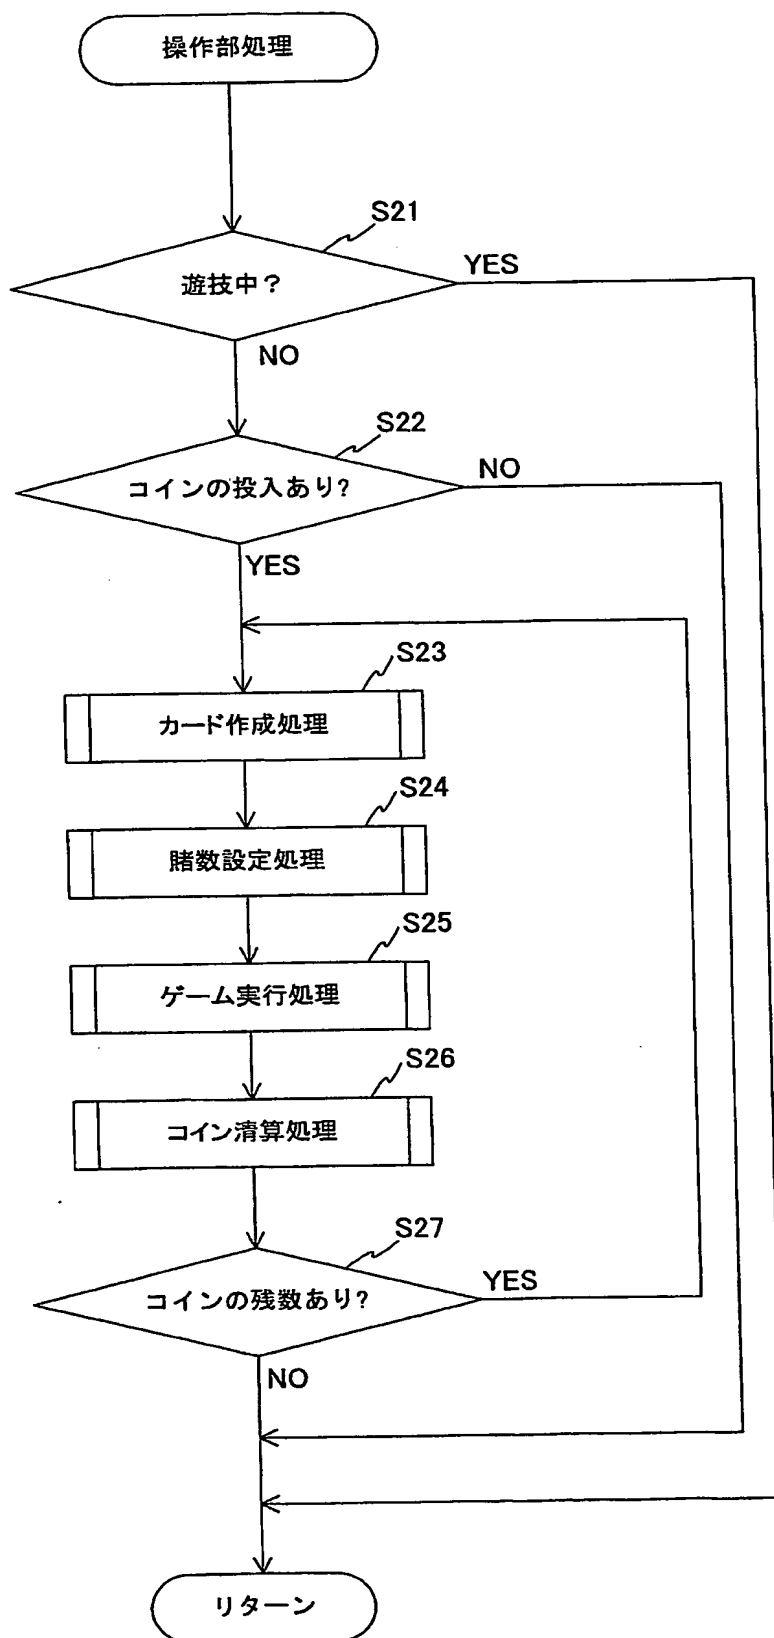 操作部処理
S21
遊技中?
YES
NO
S22
コインの投入あり?
NO
YES
S23
カード作成処理
S24
賭数設定処理
S25
ゲーム実行処理
S26
コイン清算処理
S27
コインの残数あり?
YES
NO
リターン